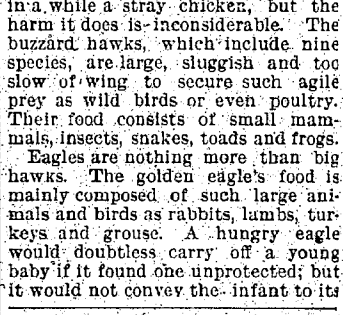 in a while a stray chicken, but the
harm it does is inconsiderable. The
buzzard hawks, which include nine
species, are large, sluggish and too
slow of wing to secure such agile
prey as wild birds or even poultry.
Their food consists of small mam-
mals, insects, snakes, toads and frogs.
Eagles are nothing more than big
hawks. The golden eagle's food is
mainly composed of such large ani-
mals and birds as rabbits, lambs, tur-
keys and grouse. A hungry eagle
would doubtless carry off a young
baby if it found one unprotected; but
it would not convey the infant to its